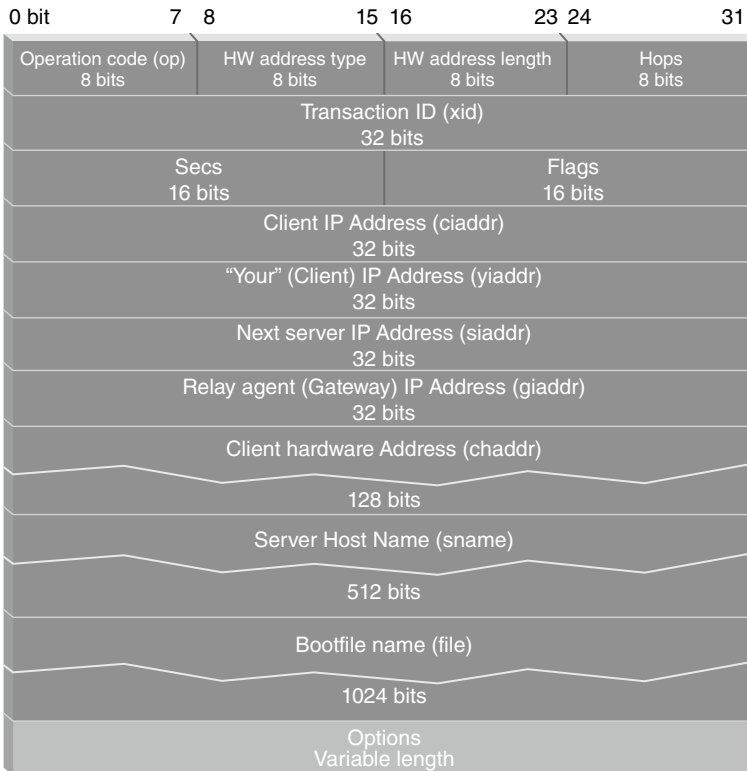 0 bit 7 8 15 16 23 24 31
Operation code (op) HW address type HW address length Hops
8 bits 8 bits 8 bits 8 bits
Transaction ID (xid)
32 bits
Secs Flags
16 bits 16 bits
Client IP Address (ciaddr)
32 bits
“Your” (Client) IP Address (yiaddr)
32 bits
Next server IP Address (siaddr)
32 bits
Relay agent (Gateway) IP Address (giaddr)
32 bits
Client hardware Address (chaddr)
128 bits
Server Host Name (sname)
512 bits
Bootfile name (file)
1024 bits
Options
Variable length